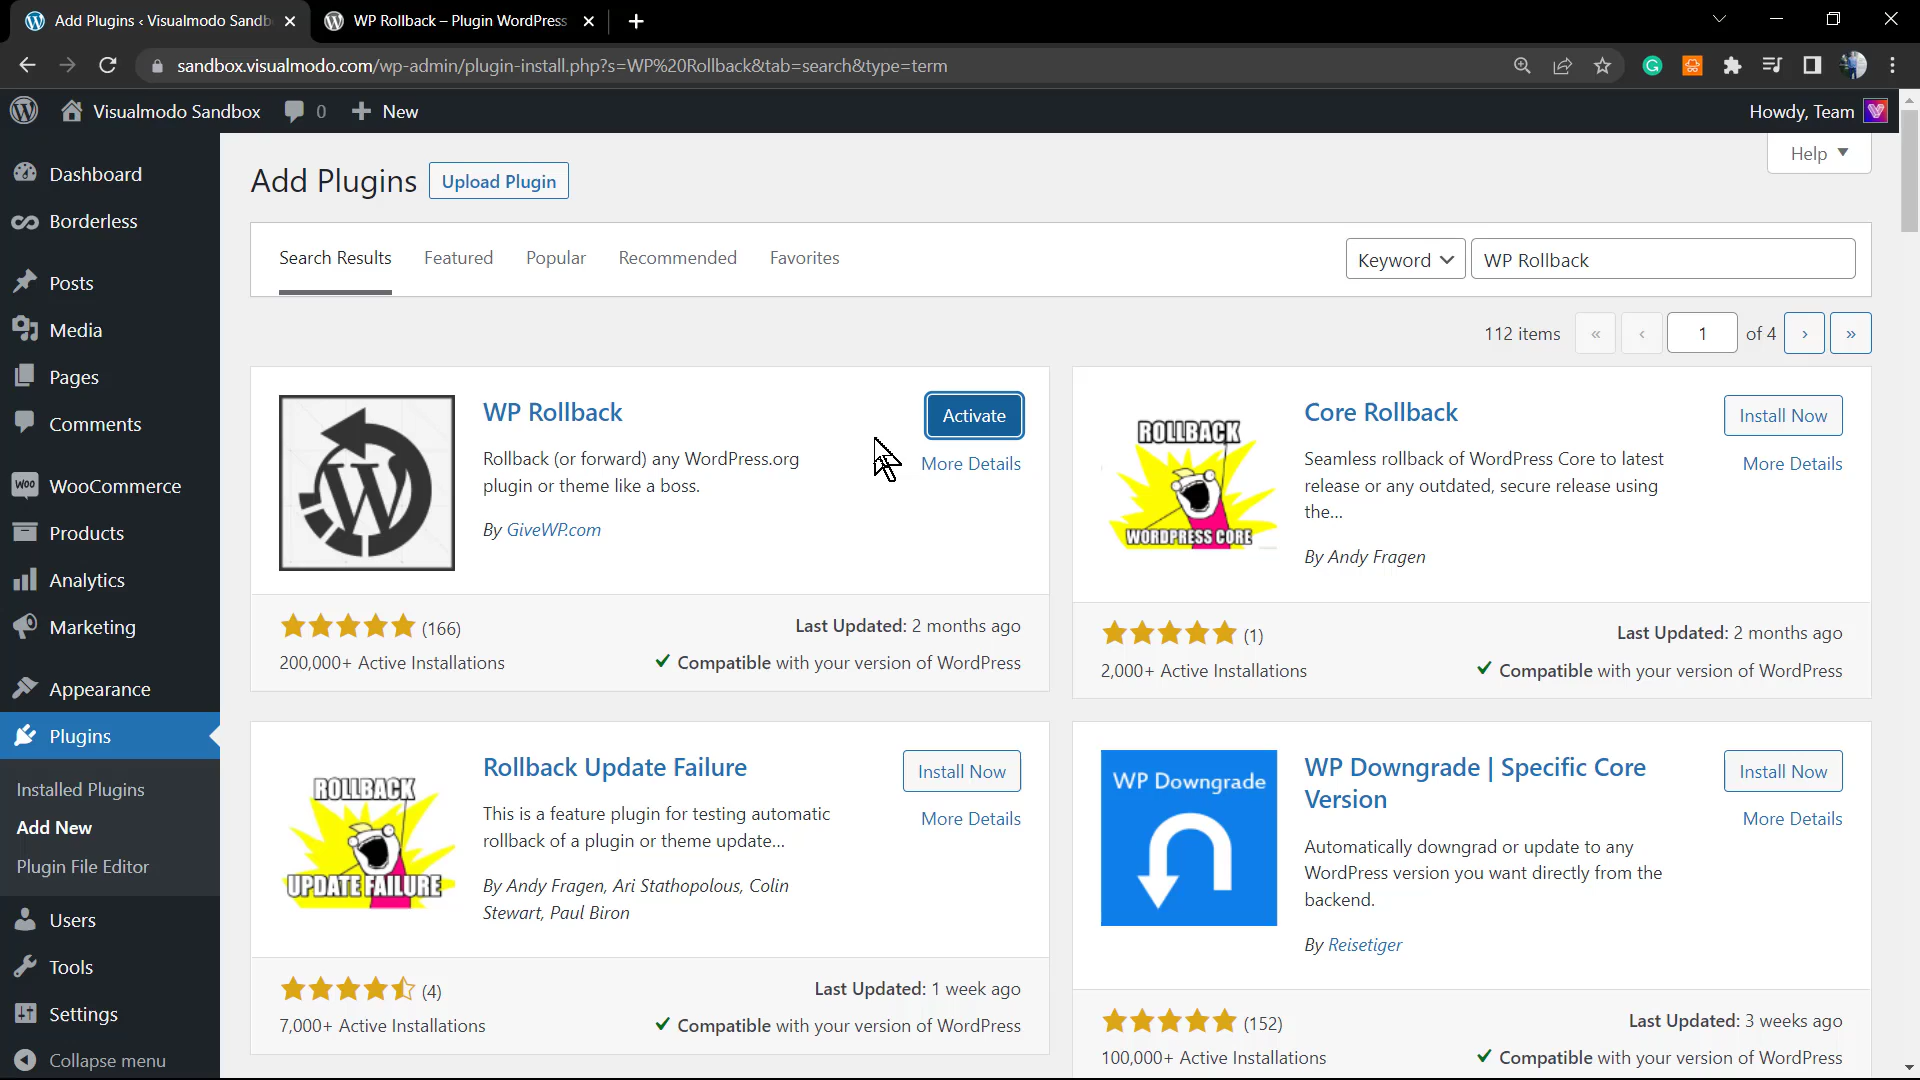 Add Plugins ‹ Visualmodo Sandb
WP Rollback – Plugin WordPress
sandbox.visualmodo.com/wp-admin/plugin-install.php?s=WP%20Rollback&tab=search&type=term
Visualmodo Sandbox
0
New
Howdy, Team
Dashboard
Borderless
Posts
Media
Pages
Comments
WooCommerce
Products
Analytics
Marketing
Appearance
Plugins
Installed Plugins
Add New
Plugin File Editor
Users
Tools
Settings
Collapse menu
Help
Add Plugins
Upload Plugin
Search Results
Featured
Popular
Recommended
Favorites
Keyword
WP Rollback
112 items
«
‹
1
of 4
›
»
WP Rollback
Activate
More Details
Rollback (or forward) any WordPress.org
plugin or theme like a boss.
By GiveWP.com
(166)
200,000+ Active Installations
Last Updated: 2 months ago
Compatible with your version of WordPress
ROLLBACK
WORDPRESS CORE
Core Rollback
Install Now
More Details
Seamless rollback of WordPress Core to latest
release or any outdated, secure release using
the...
By Andy Fragen
(1)
2,000+ Active Installations
Last Updated: 2 months ago
Compatible with your version of WordPress
ROLLBACK
UPDATE FAILURE
Rollback Update Failure
Install Now
More Details
This is a feature plugin for testing automatic
rollback of a plugin or theme update...
By Andy Fragen, Ari Stathopolous, Colin
Stewart, Paul Biron
(4)
7,000+ Active Installations
Last Updated: 1 week ago
Compatible with your version of WordPress
WP Downgrade
WP Downgrade | Specific Core
Version
Install Now
More Details
Automatically downgrad or update to any
WordPress version you want directly from the
backend.
By Reisetiger
(152)
100,000+ Active Installations
Last Updated: 3 weeks ago
Compatible with your version of WordPress